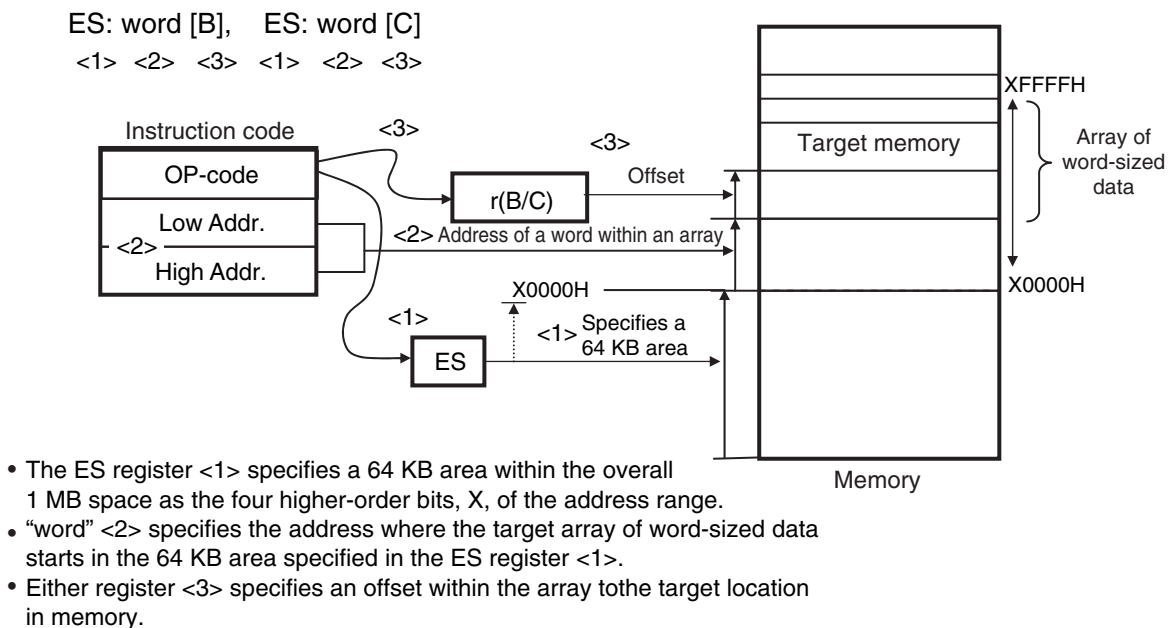 ES: word [B], ES: word [C]
<1> <2> <3> <1> <2> <3>
XFFFFH
Instruction code
<3>
<3>
Target memory
Array of
word-sized
data
OP-code
r(B/C)
Offset
Low Addr.
<2>
High Addr.
<2> Address of a word within an array
X0000H
X0000H
<1>
<1> Specifies a
64 KB area
ES
Memory
• The ES register <1> specifies a 64 KB area within the overall
1 MB space as the four higher-order bits, X, of the address range.
• “word” <2> specifies the address where the target array of word-sized data
starts in the 64 KB area specified in the ES register <1>.
• Either register <3> specifies an offset within the array tothe target location
in memory.